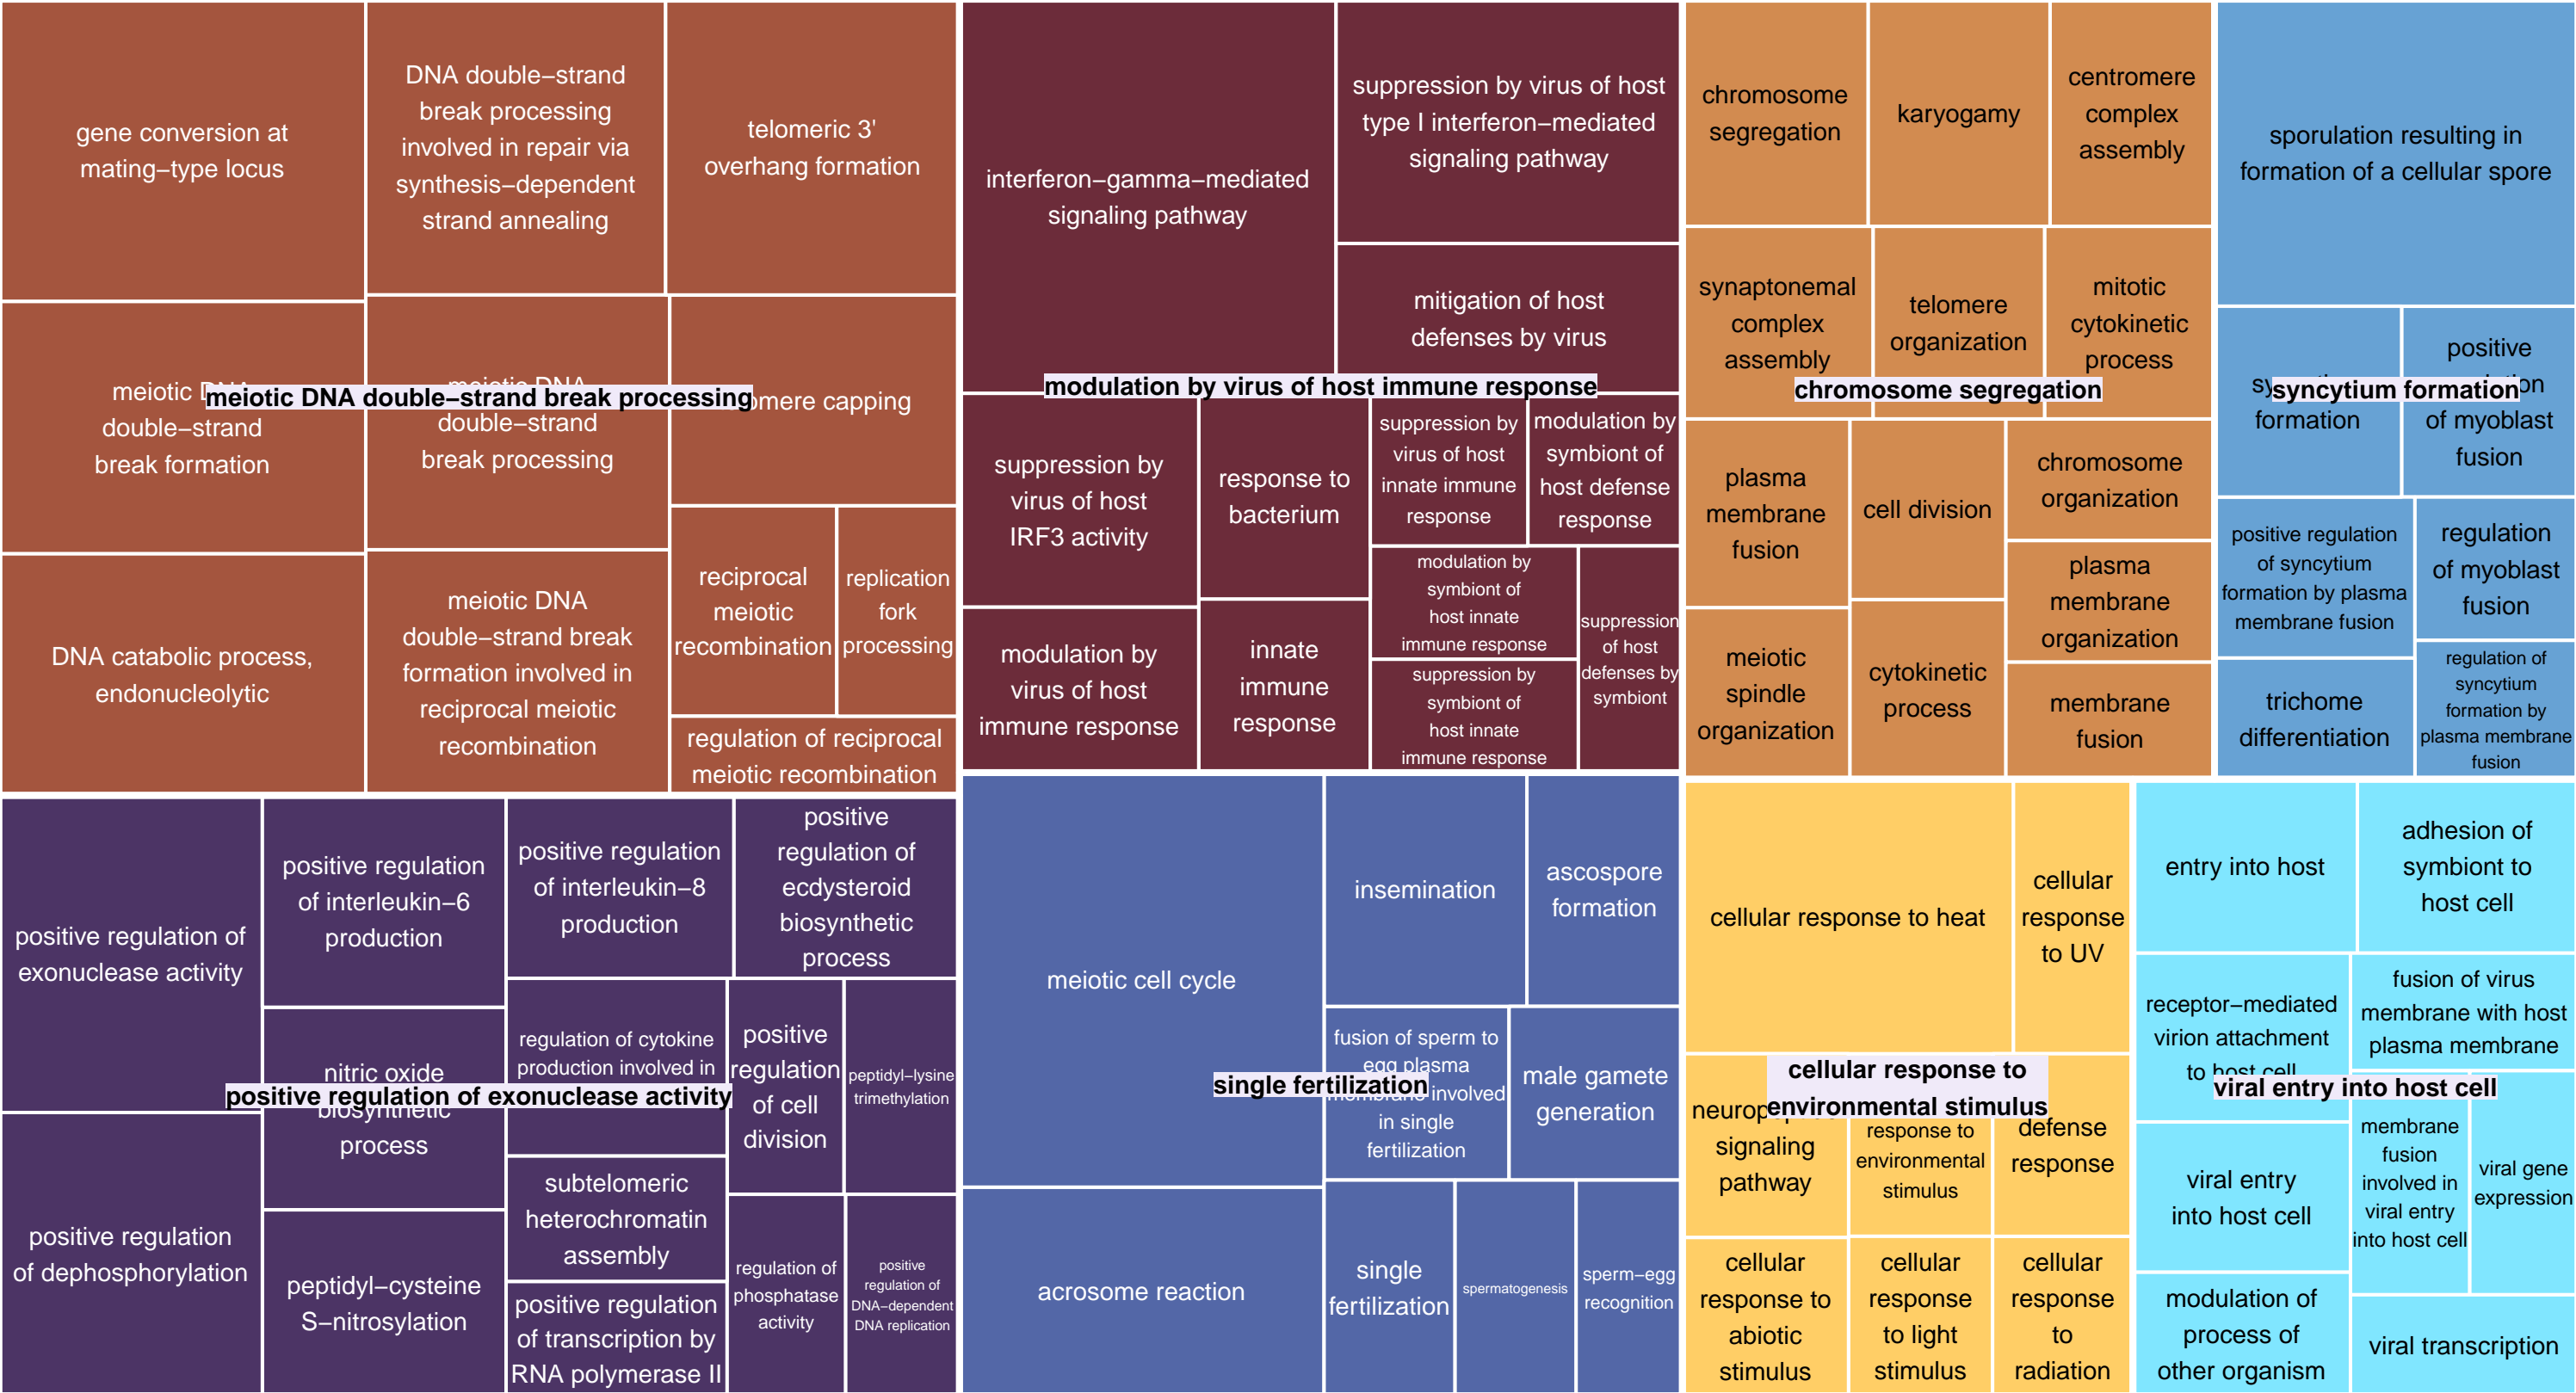 gene conversion at
mating−type locus
DNA double−strand
break processing
involved in repair via
synthesis−dependent
strand annealing
telomeric 3'
overhang formation
meiotic
double−strand
break formation
double−strand
break processing
capping
meiotic DNA double−strand break processing
DNA catabolic process,
endonucleolytic
meiotic DNA
double−strand break
formation involved in
reciprocal meiotic
recombination
reciprocal
meiotic
recombination
replication
fork
processing
regulation of reciprocal
meiotic recombination
interferon−gamma−mediated
signaling pathway
suppression by virus of host
type I interferon−mediated
signaling pathway
mitigation of host
defenses by virus
modulation by virus of host immune response
suppression by
virus of host
IRF3 activity
response to
bacterium
suppression by
virus of host
innate immune
response
modulation by
symbiont of
host defense
response
modulation by
virus of host
immune response
innate
immune
response
modulation by
symbiont of
host innate
immune response
suppression by
symbiont of
host innate
immune response
suppression
of host
defenses by
symbiont
chromosome
segregation
karyogamy
centromere
complex
assembly
synaptonemal
complex
assembly
telomere
organization
mitotic
cytokinetic
process
chromosome segregation
plasma
membrane
fusion
cell division
chromosome
organization
plasma
membrane
organization
meiotic
spindle
organization
cytokinetic
process
membrane
fusion
sporulation resulting in
formation of a cellular spore
formation
positive
of myoblast
fusion
syncytium formation
positive regulation
of syncytium
formation by plasma
membrane fusion
regulation
of myoblast
fusion
trichome
differentiation
regulation of
syncytium
formation by
plasma membrane
fusion
positive regulation of
exonuclease activity
positive regulation
of interleukin−6
production
positive regulation
of interleukin−8
production
positive
regulation of
ecdysteroid
biosynthetic
process
nitric oxide
biosynthetic
process
regulation of cytokine
production involved in
positive
regulation
of cell
division
peptidyl−lysine
trimethylation
positive regulation of exonuclease activity
positive regulation
of dephosphorylation
peptidyl−cysteine
S−nitrosylation
subtelomeric
heterochromatin
assembly
positive regulation
of transcription by
RNA polymerase II
regulation of
phosphatase
activity
positive
regulation of
DNA−dependent
DNA replication
meiotic cell cycle
insemination
ascospore
formation
fusion of sperm to
egg plasma
membrane involved
in single
fertilization
male gamete
generation
single fertilization
acrosome reaction
single
fertilization
spermatogenesis
sperm−egg
recognition
cellular response to heat
cellular
response
to UV
cellular response to
environmental stimulus
signaling
pathway
response to
environmental
stimulus
defense
response
cellular
response to
abiotic
stimulus
cellular
response
to light
stimulus
cellular
response
to
radiation
entry into host
adhesion of
symbiont to
host cell
receptor−mediated
virion attachment
to host cell
fusion of virus
membrane with host
plasma membrane
viral entry into host cell
viral entry
into host cell
membrane
fusion
involved in
viral entry
into host cell
viral gene
expression
modulation of
process of
other organism
viral transcription